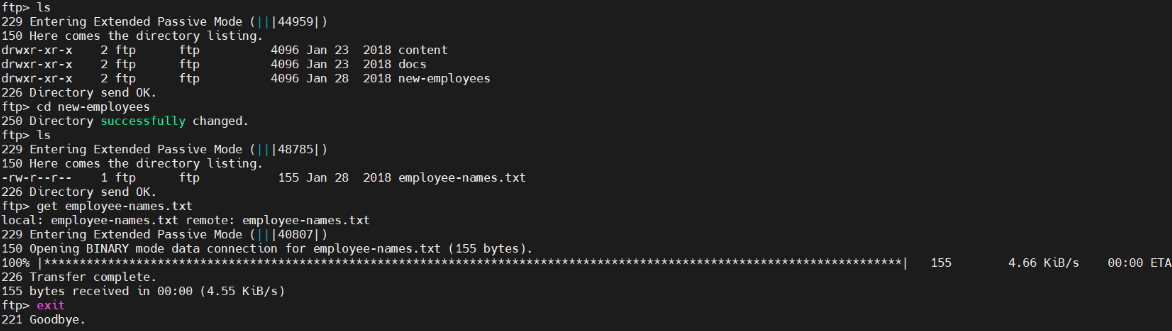 ftp> ls
229 Entering Extended Passive Mode (|||44959|)
150 Here comes the directory listing.
drwxr-xr-x    2 ftp      ftp          4096 Jan 23  2018 content
drwxr-xr-x    2 ftp      ftp          4096 Jan 23  2018 docs
drwxr-xr-x    2 ftp      ftp          4096 Jan 28  2018 new-employees
226 Directory send OK.
ftp> cd new-employees
250 Directory successfully changed.
ftp> ls
229 Entering Extended Passive Mode (|||48785|)
150 Here comes the directory listing.
-rw-r--r--    1 ftp      ftp           155 Jan 28  2018 employee-names.txt
226 Directory send OK.
ftp> get employee-names.txt
local: employee-names.txt remote: employee-names.txt
229 Entering Extended Passive Mode (|||40807|)
150 Opening BINARY mode data connection for employee-names.txt (155 bytes).
100% |*************************************************************************************************************************|   155        4.66 KiB/s    00:00 ETA
226 Transfer complete.
155 bytes received in 00:00 (4.55 KiB/s)
ftp> exit
221 Goodbye.